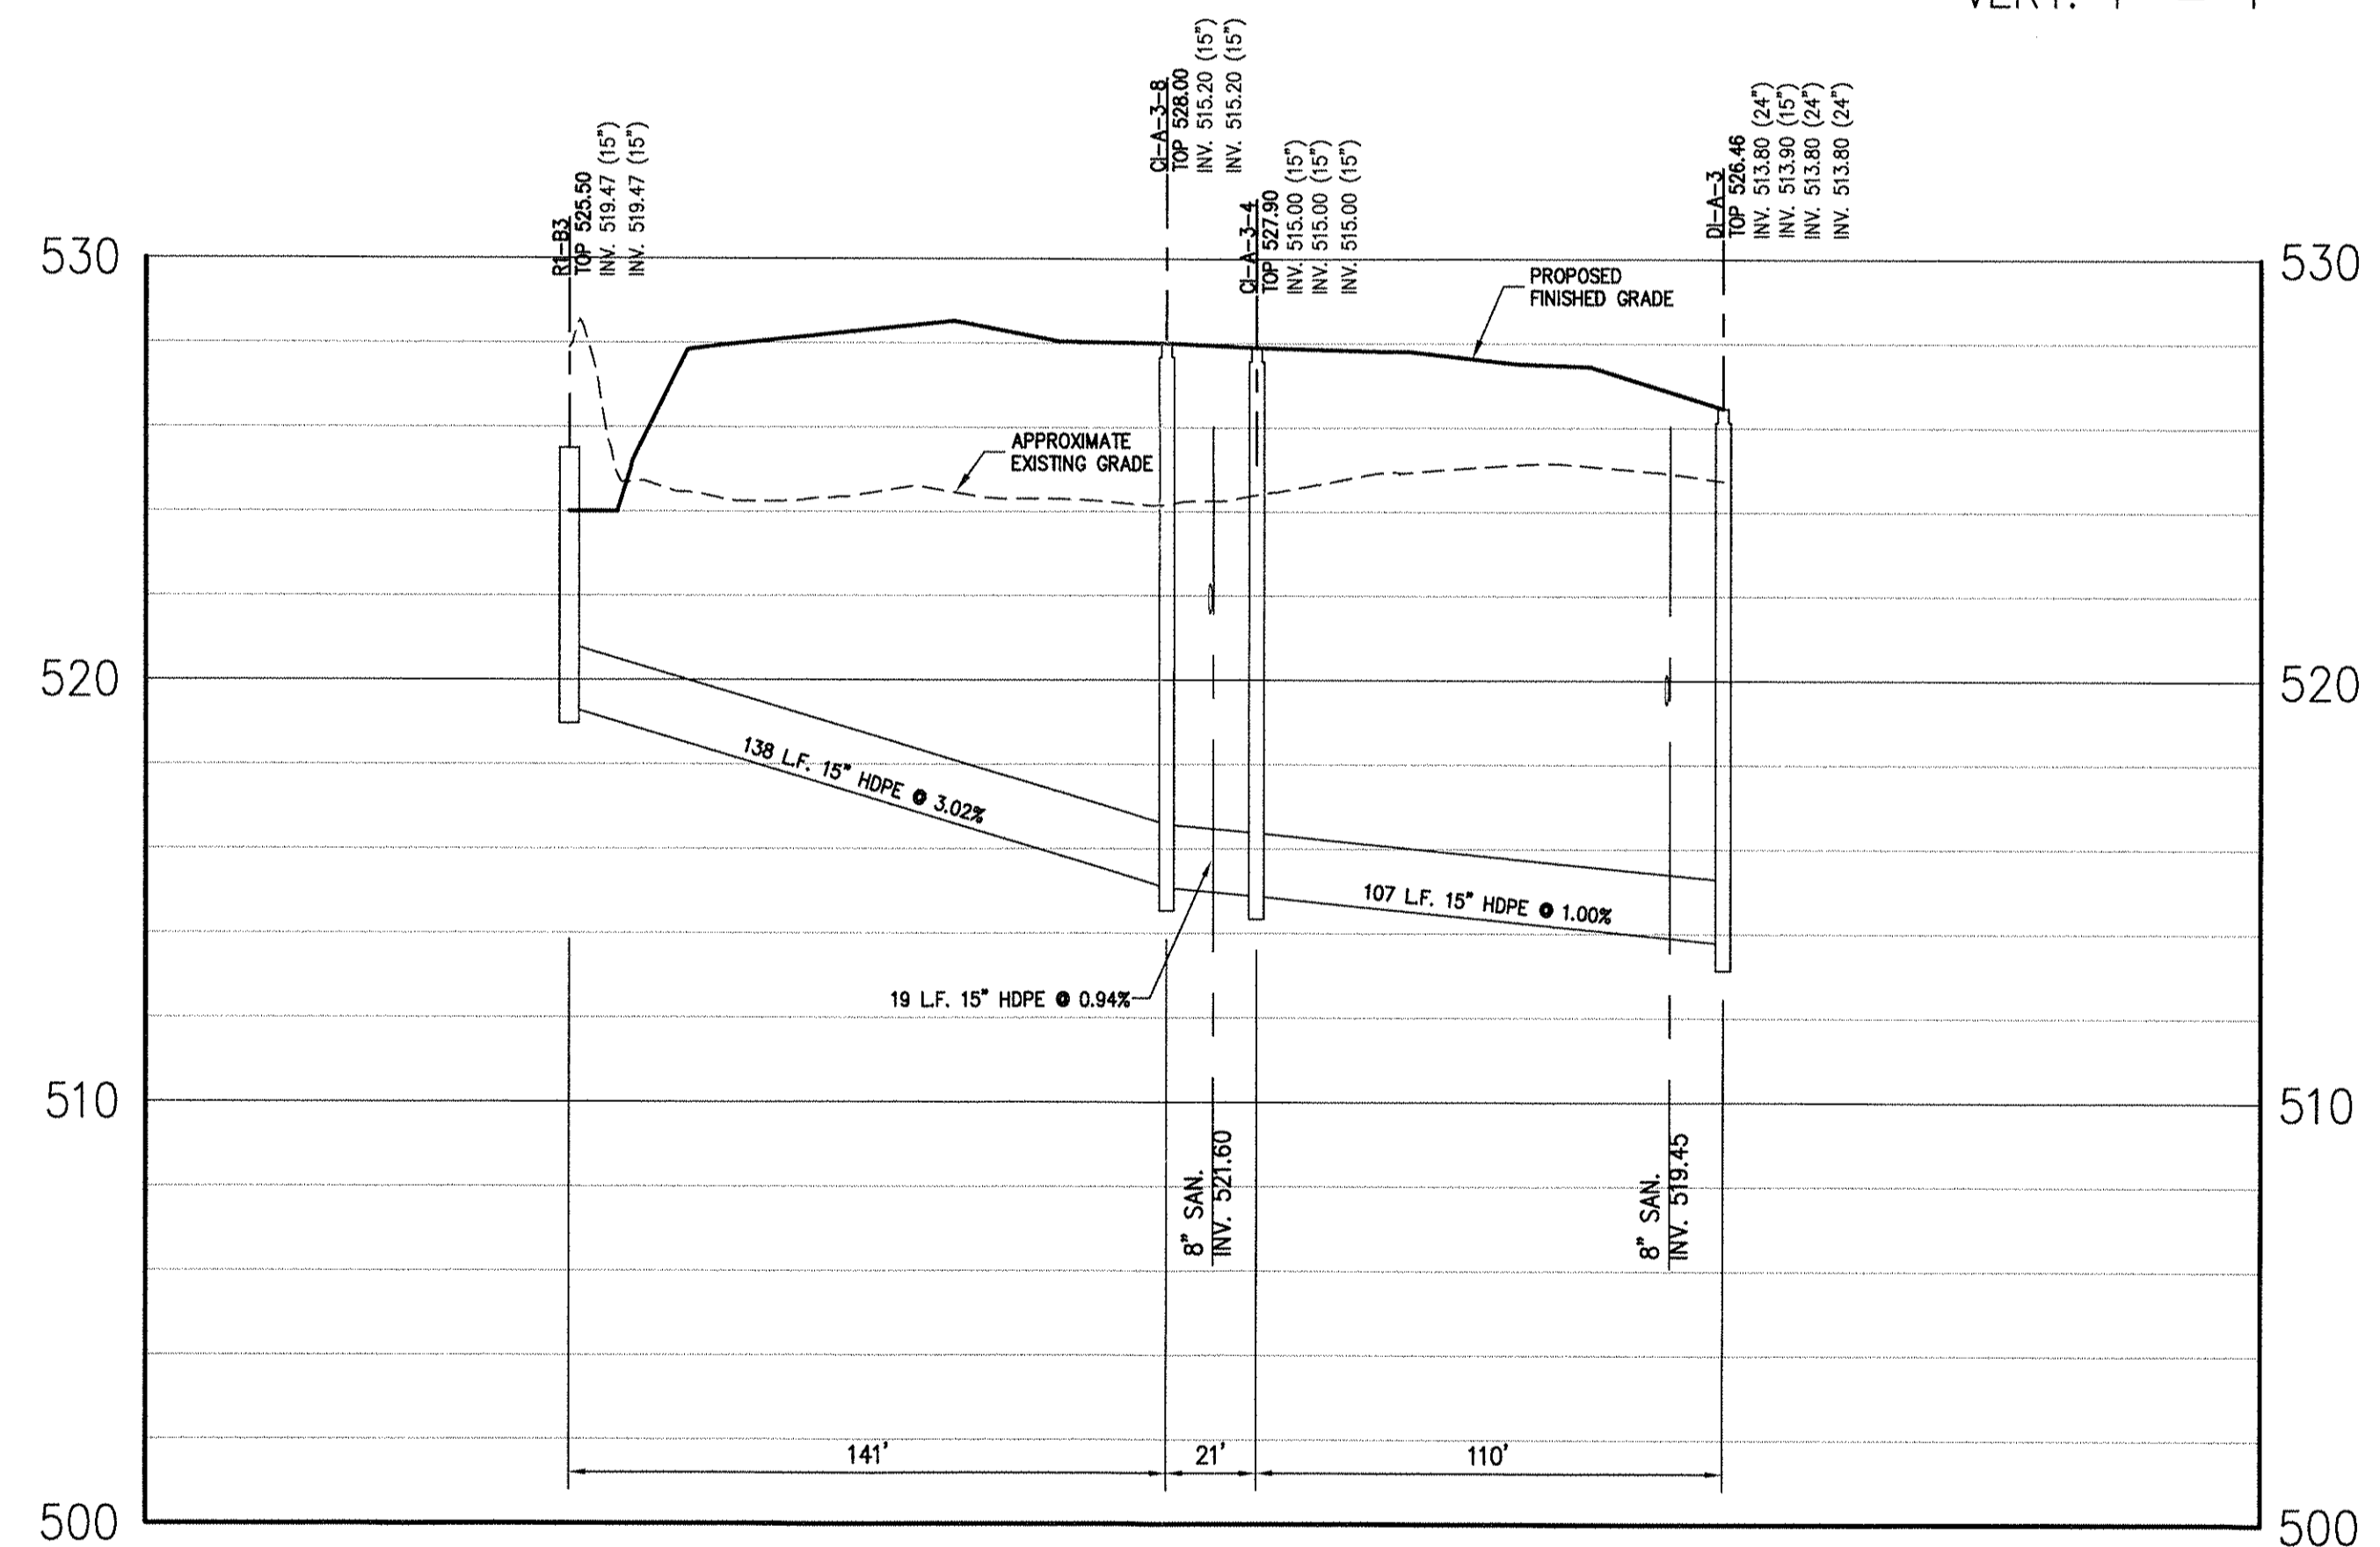 CI-A-3-8
TOP 528.00
INV. 515.20 (15")
INV. 515.20 (15")
R1-B3
TOP 525.50
INV. 519.47 (15")
INV. 519.47 (15")
CI-A-3-4
TOP 527.90
INV. 515.00 (15")
INV. 515.00 (15")
INV. 515.00 (15")
DI-A-3
TOP 526.46
INV. 513.80 (24")
INV. 513.90 (15")
INV. 513.80 (24")
INV. 513.80 (24")
530
530
PROPOSED
FINISHED GRADE
APPROXIMATE
EXISTING GRADE
520
520
138 L.F. 15" HDPE @ 3.02%
107 L.F. 15" HDPE @ 1.00%
19 L.F. 15" HDPE @ 0.94%
510
510
8" SAN.
INV. 521.60
8" SAN.
INV. 519.45
141'
21'
110'
500
500